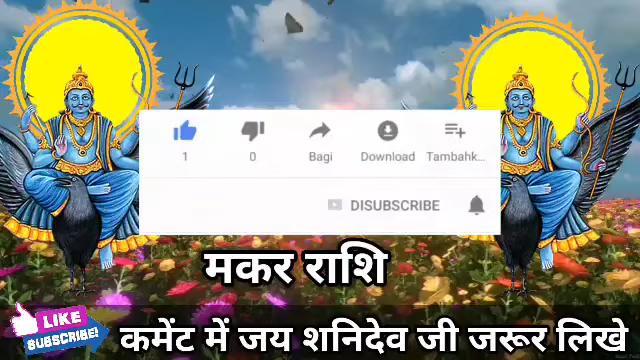 1 0 Bagi Download Tambahk...
DISUBSCRIBE
मकर राशि
LIKE
SUBSCRIBE!
कमेंट में जय शनिदेव जी जरूर लिखे